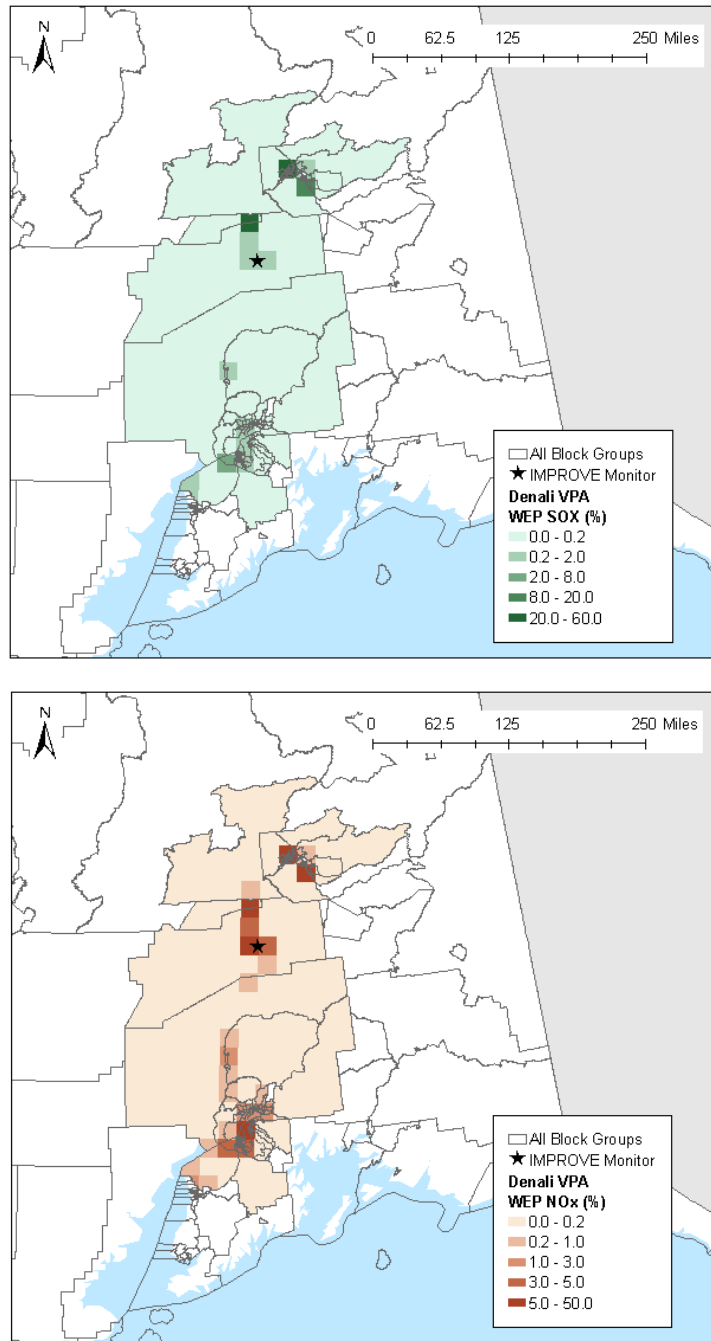 N
0 62.5 125 250 Miles
All Block Groups
IMPROVE Monitor
Denali VPA
WEP SOX (%)
0.0 - 0.2
0.2 - 2.0
2.0 - 8.0
8.0 - 20.0
20.0 - 60.0
N
0 62.5 125 250 Miles
All Block Groups
IMPROVE Monitor
Denali VPA
WEP NOx (%)
0.0 - 0.2
0.2 - 1.0
1.0 - 3.0
3.0 - 5.0
5.0 - 50.0